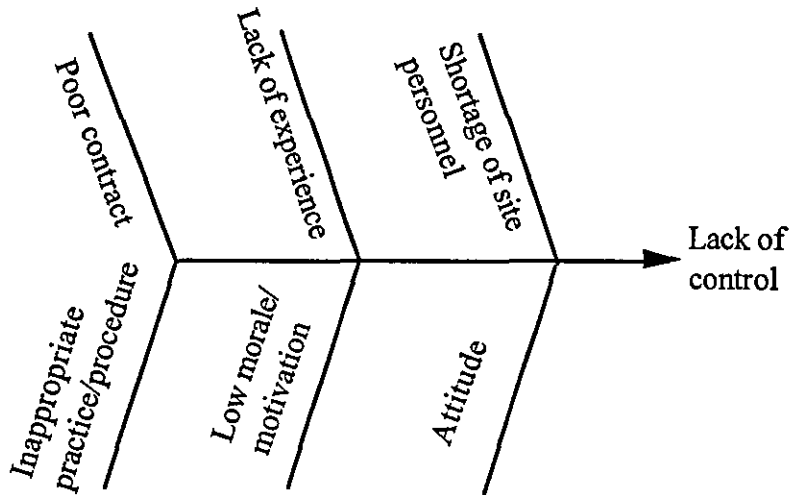 Poor contract
Lack of experience
Shortage of site
personnel
Lack of
control
Inappropriate
practice/procedure
Low morale/
motivation
Attitude